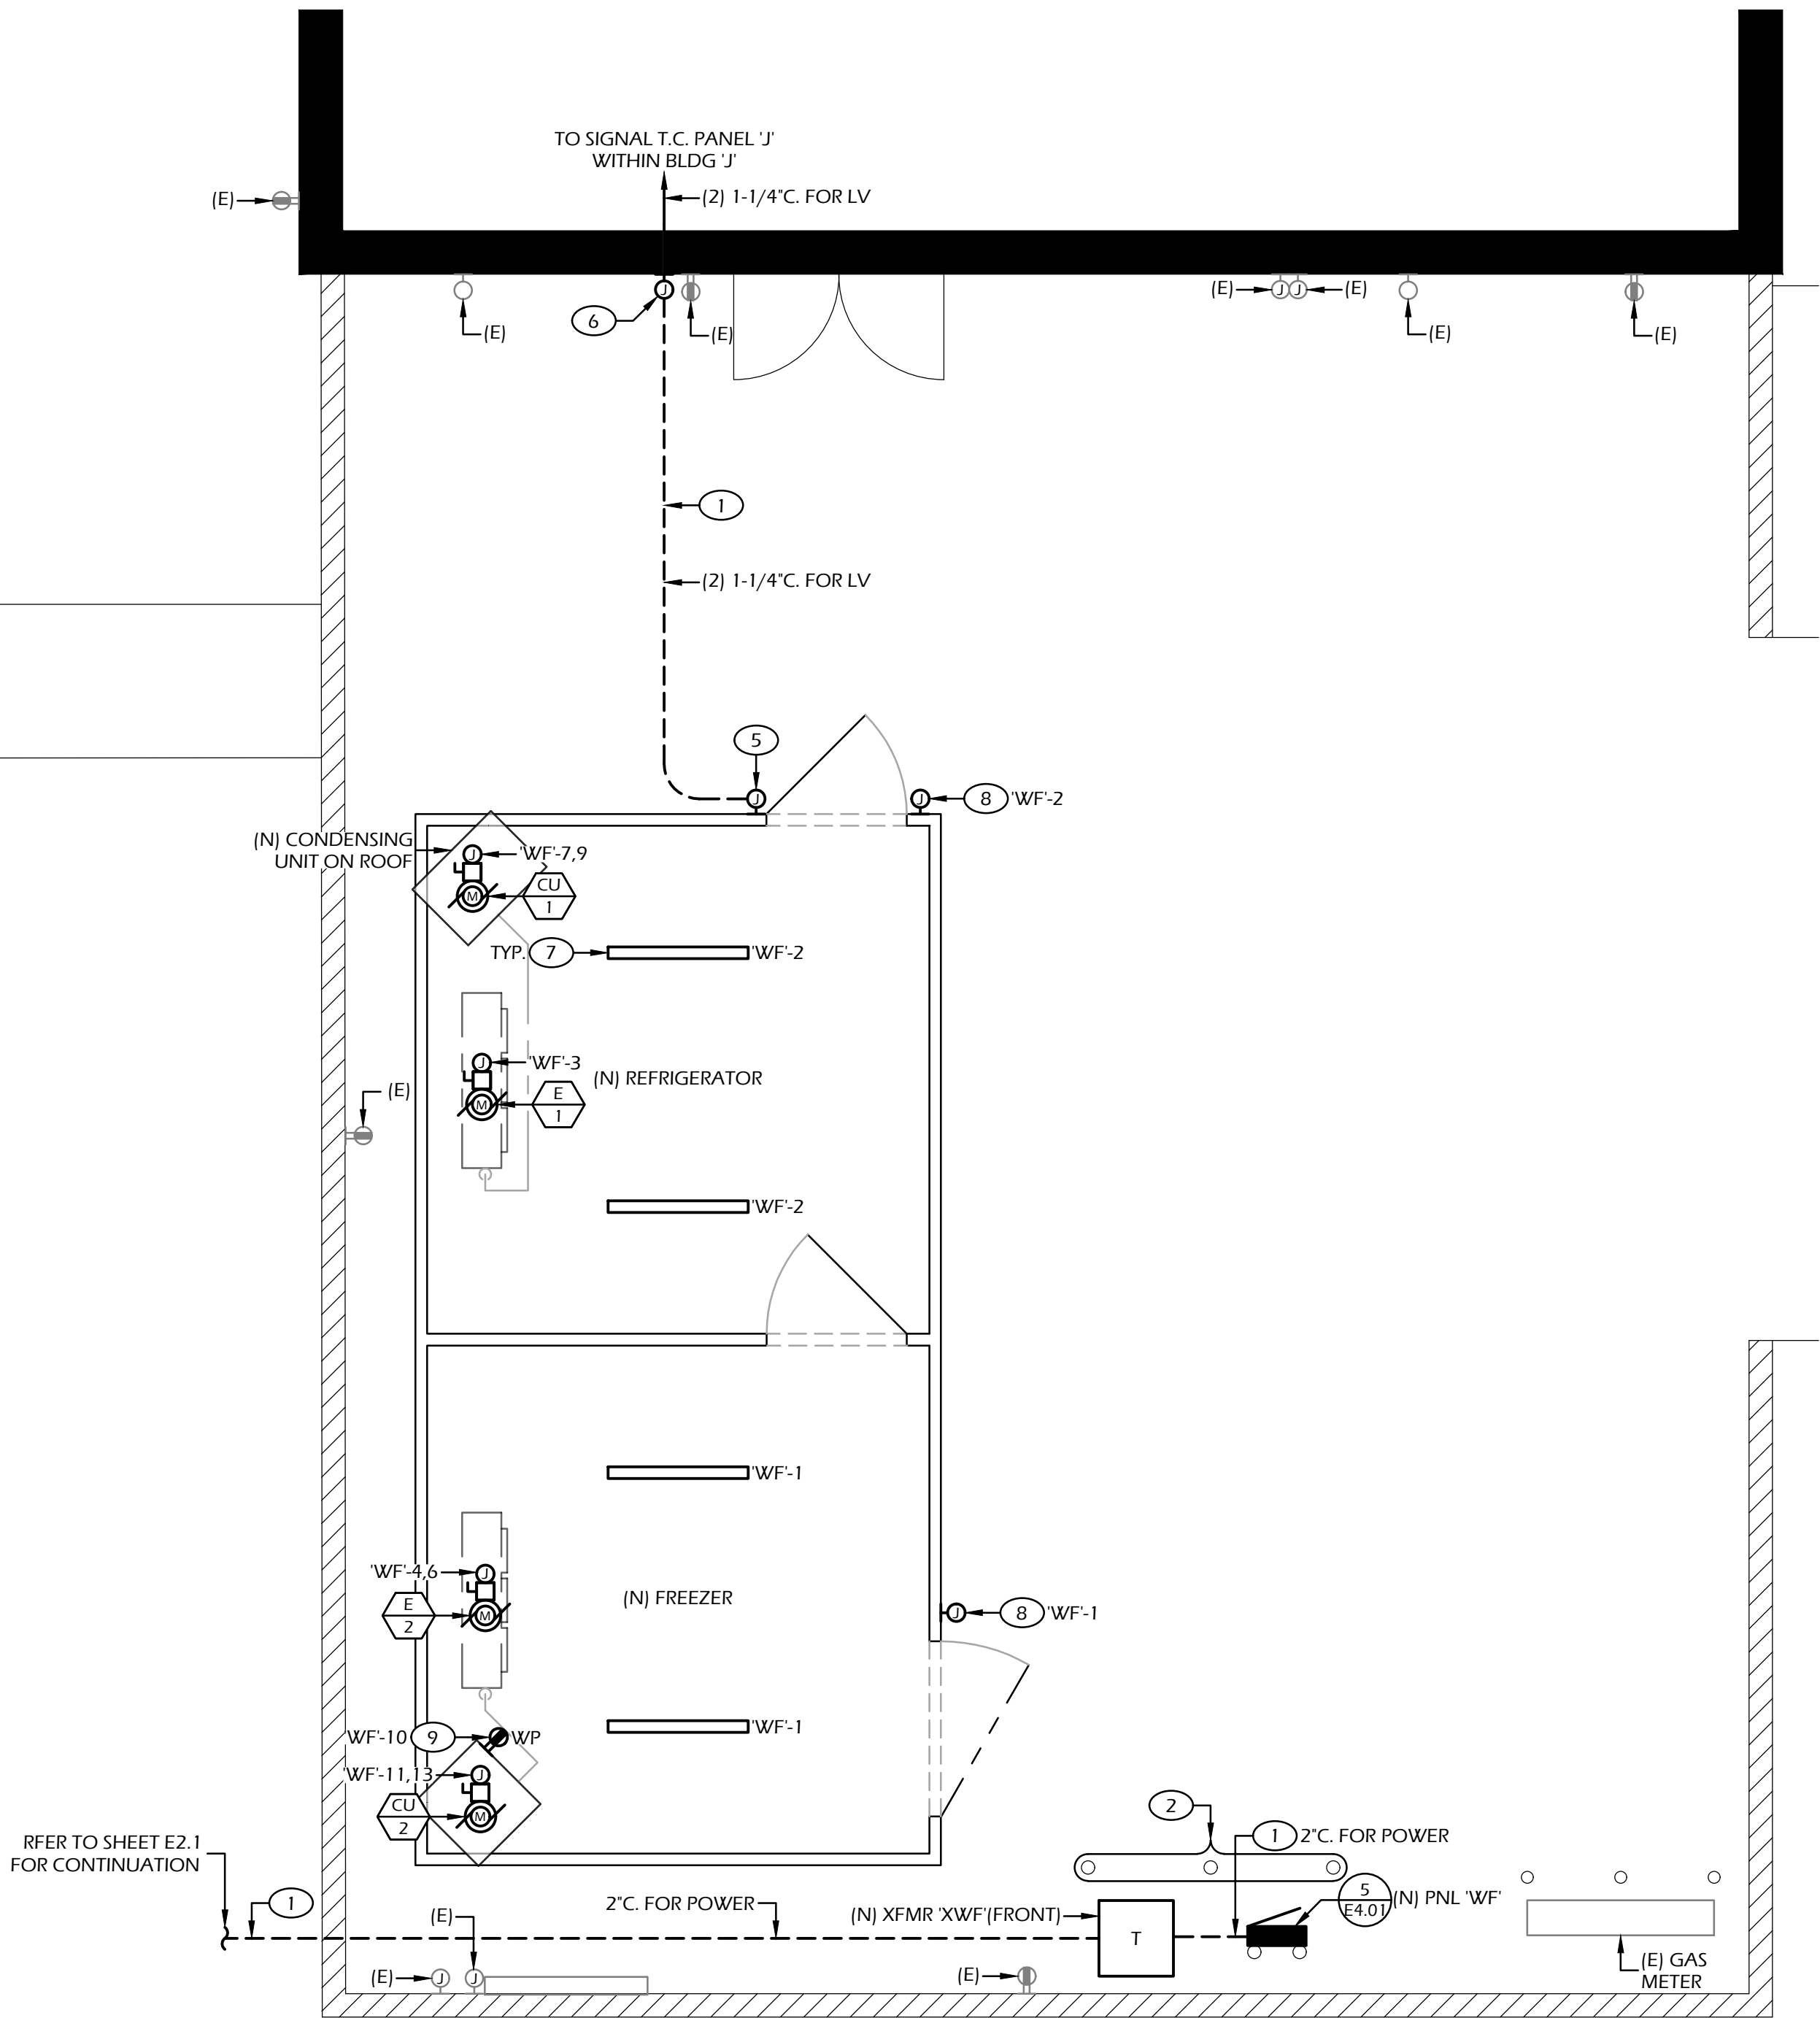 TO SIGNAL T.C. PANEL 'J'
WITHIN BLDG 'J'
(E)
(2) 1-1/4"C. FOR LV
J
6
(E)
(E)
(E)
J
J
(E)
(E)
(E)
1
(2) 1-1/4"C. FOR LV
5
J
J
8
'WF'-2
(N) CONDENSING
UNIT ON ROOF
J
'WF'-7,9
M
CU
1
TYP.
7
'WF'-2
J
'WF'-3
(N) REFRIGERATOR
M
E
1
(E)
'WF'-2
'WF'-1
'WF'-4,6
J
(N) FREEZER
E
2
M
J
8
'WF'-1
'WF'-1
WF'-10
9
WP
'WF'-11,13
J
CU
2
M
2
1
2"C. FOR POWER
RFER TO SHEET E2.1
FOR CONTINUATION
1
(E)
2"C. FOR POWER
(N) XFMR 'XWF'(FRONT)
T
5
E4.01
(N) PNL 'WF'
(E)
J
J
(E)
(E) GAS
METER